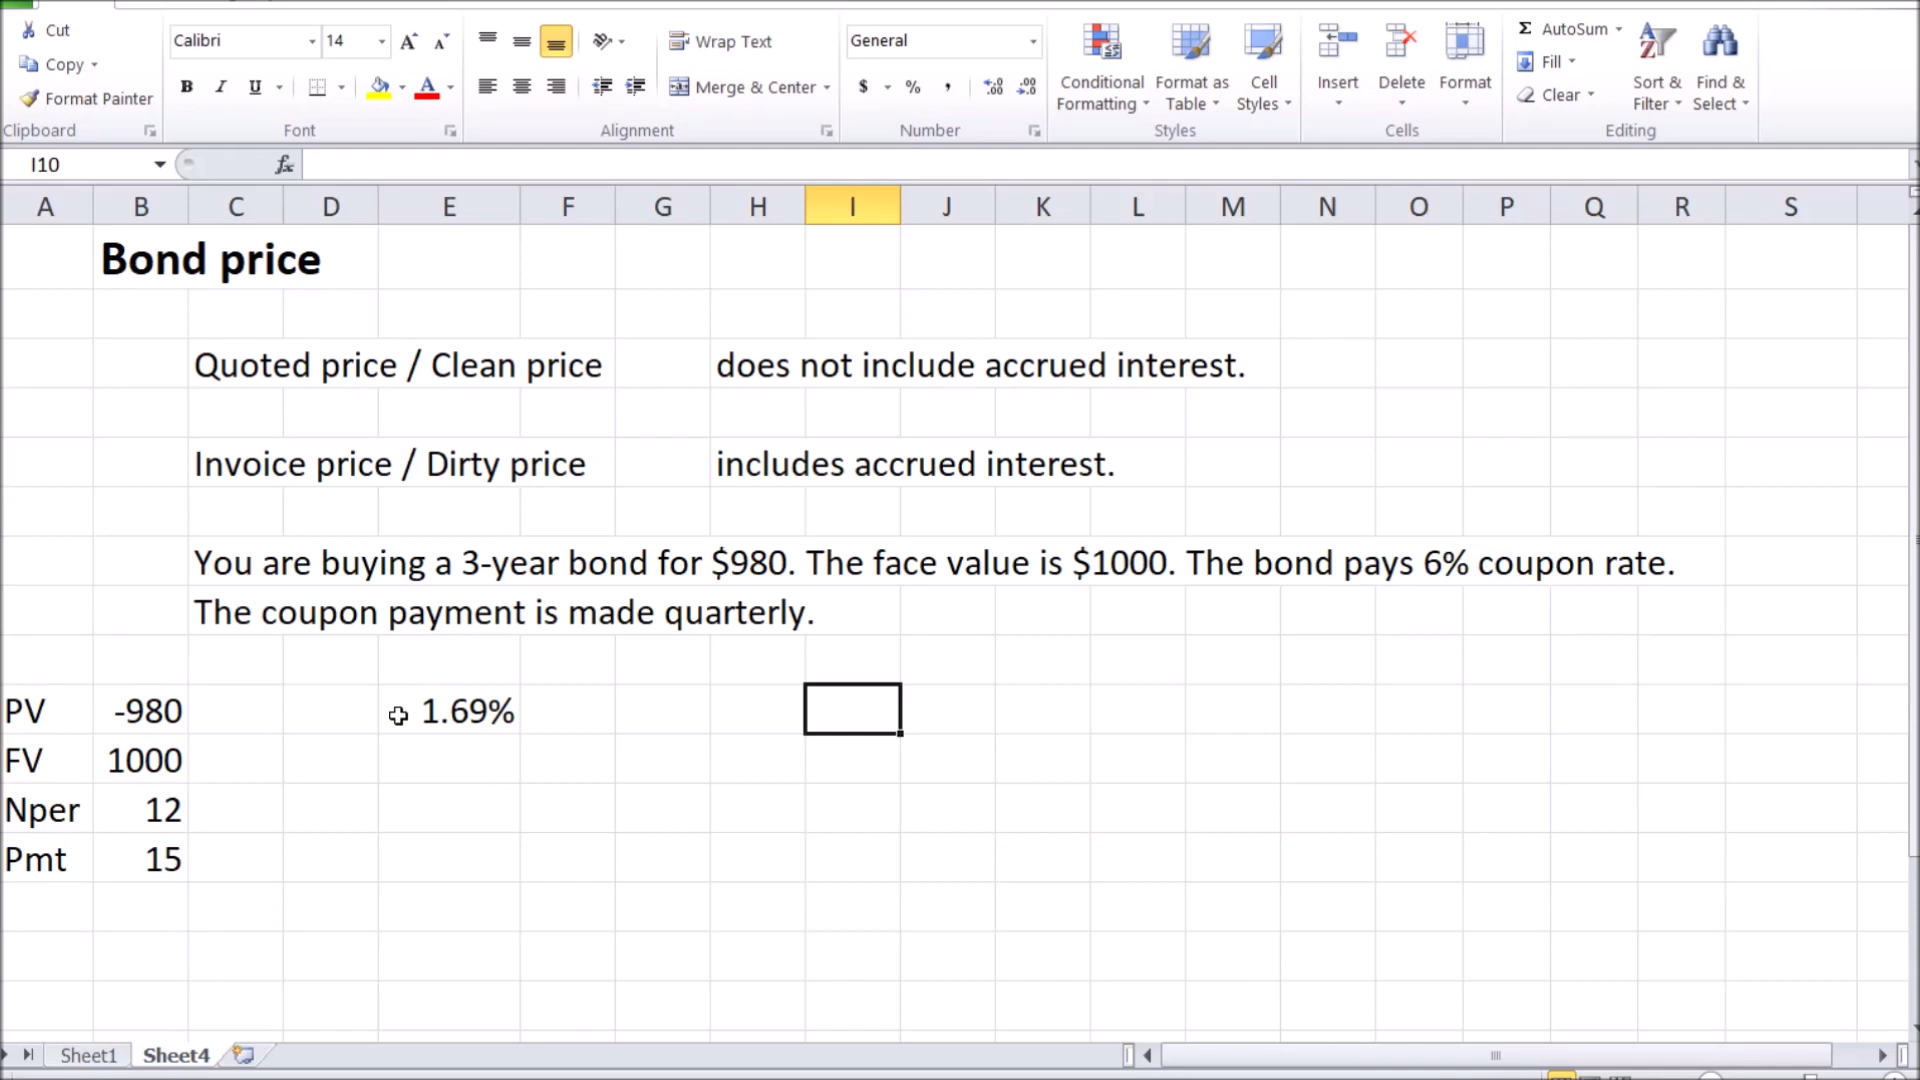 Cut
Copy
Format Painter
Clipboard
Calibri 14 A A
B I U A
Font
Wrap Text
Merge & Center
Alignment
General
$ % , .00 .00
Number
Conditional Formatting
Format as Table
Cell Styles
Styles
Insert Delete Format
Cells
Σ AutoSum
Fill
Clear
Sort & Filter
Find & Select
Editing
I10 fx
A B C D E F G H I J K L M N O P Q R S
Bond price
Quoted price / Clean price does not include accrued interest.
Invoice price / Dirty price includes accrued interest.
You are buying a 3-year bond for $980. The face value is $1000. The bond pays 6% coupon rate.
The coupon payment is made quarterly.
PV -980 1.69%
FV 1000
Nper 12
Pmt 15
Sheet1 Sheet4